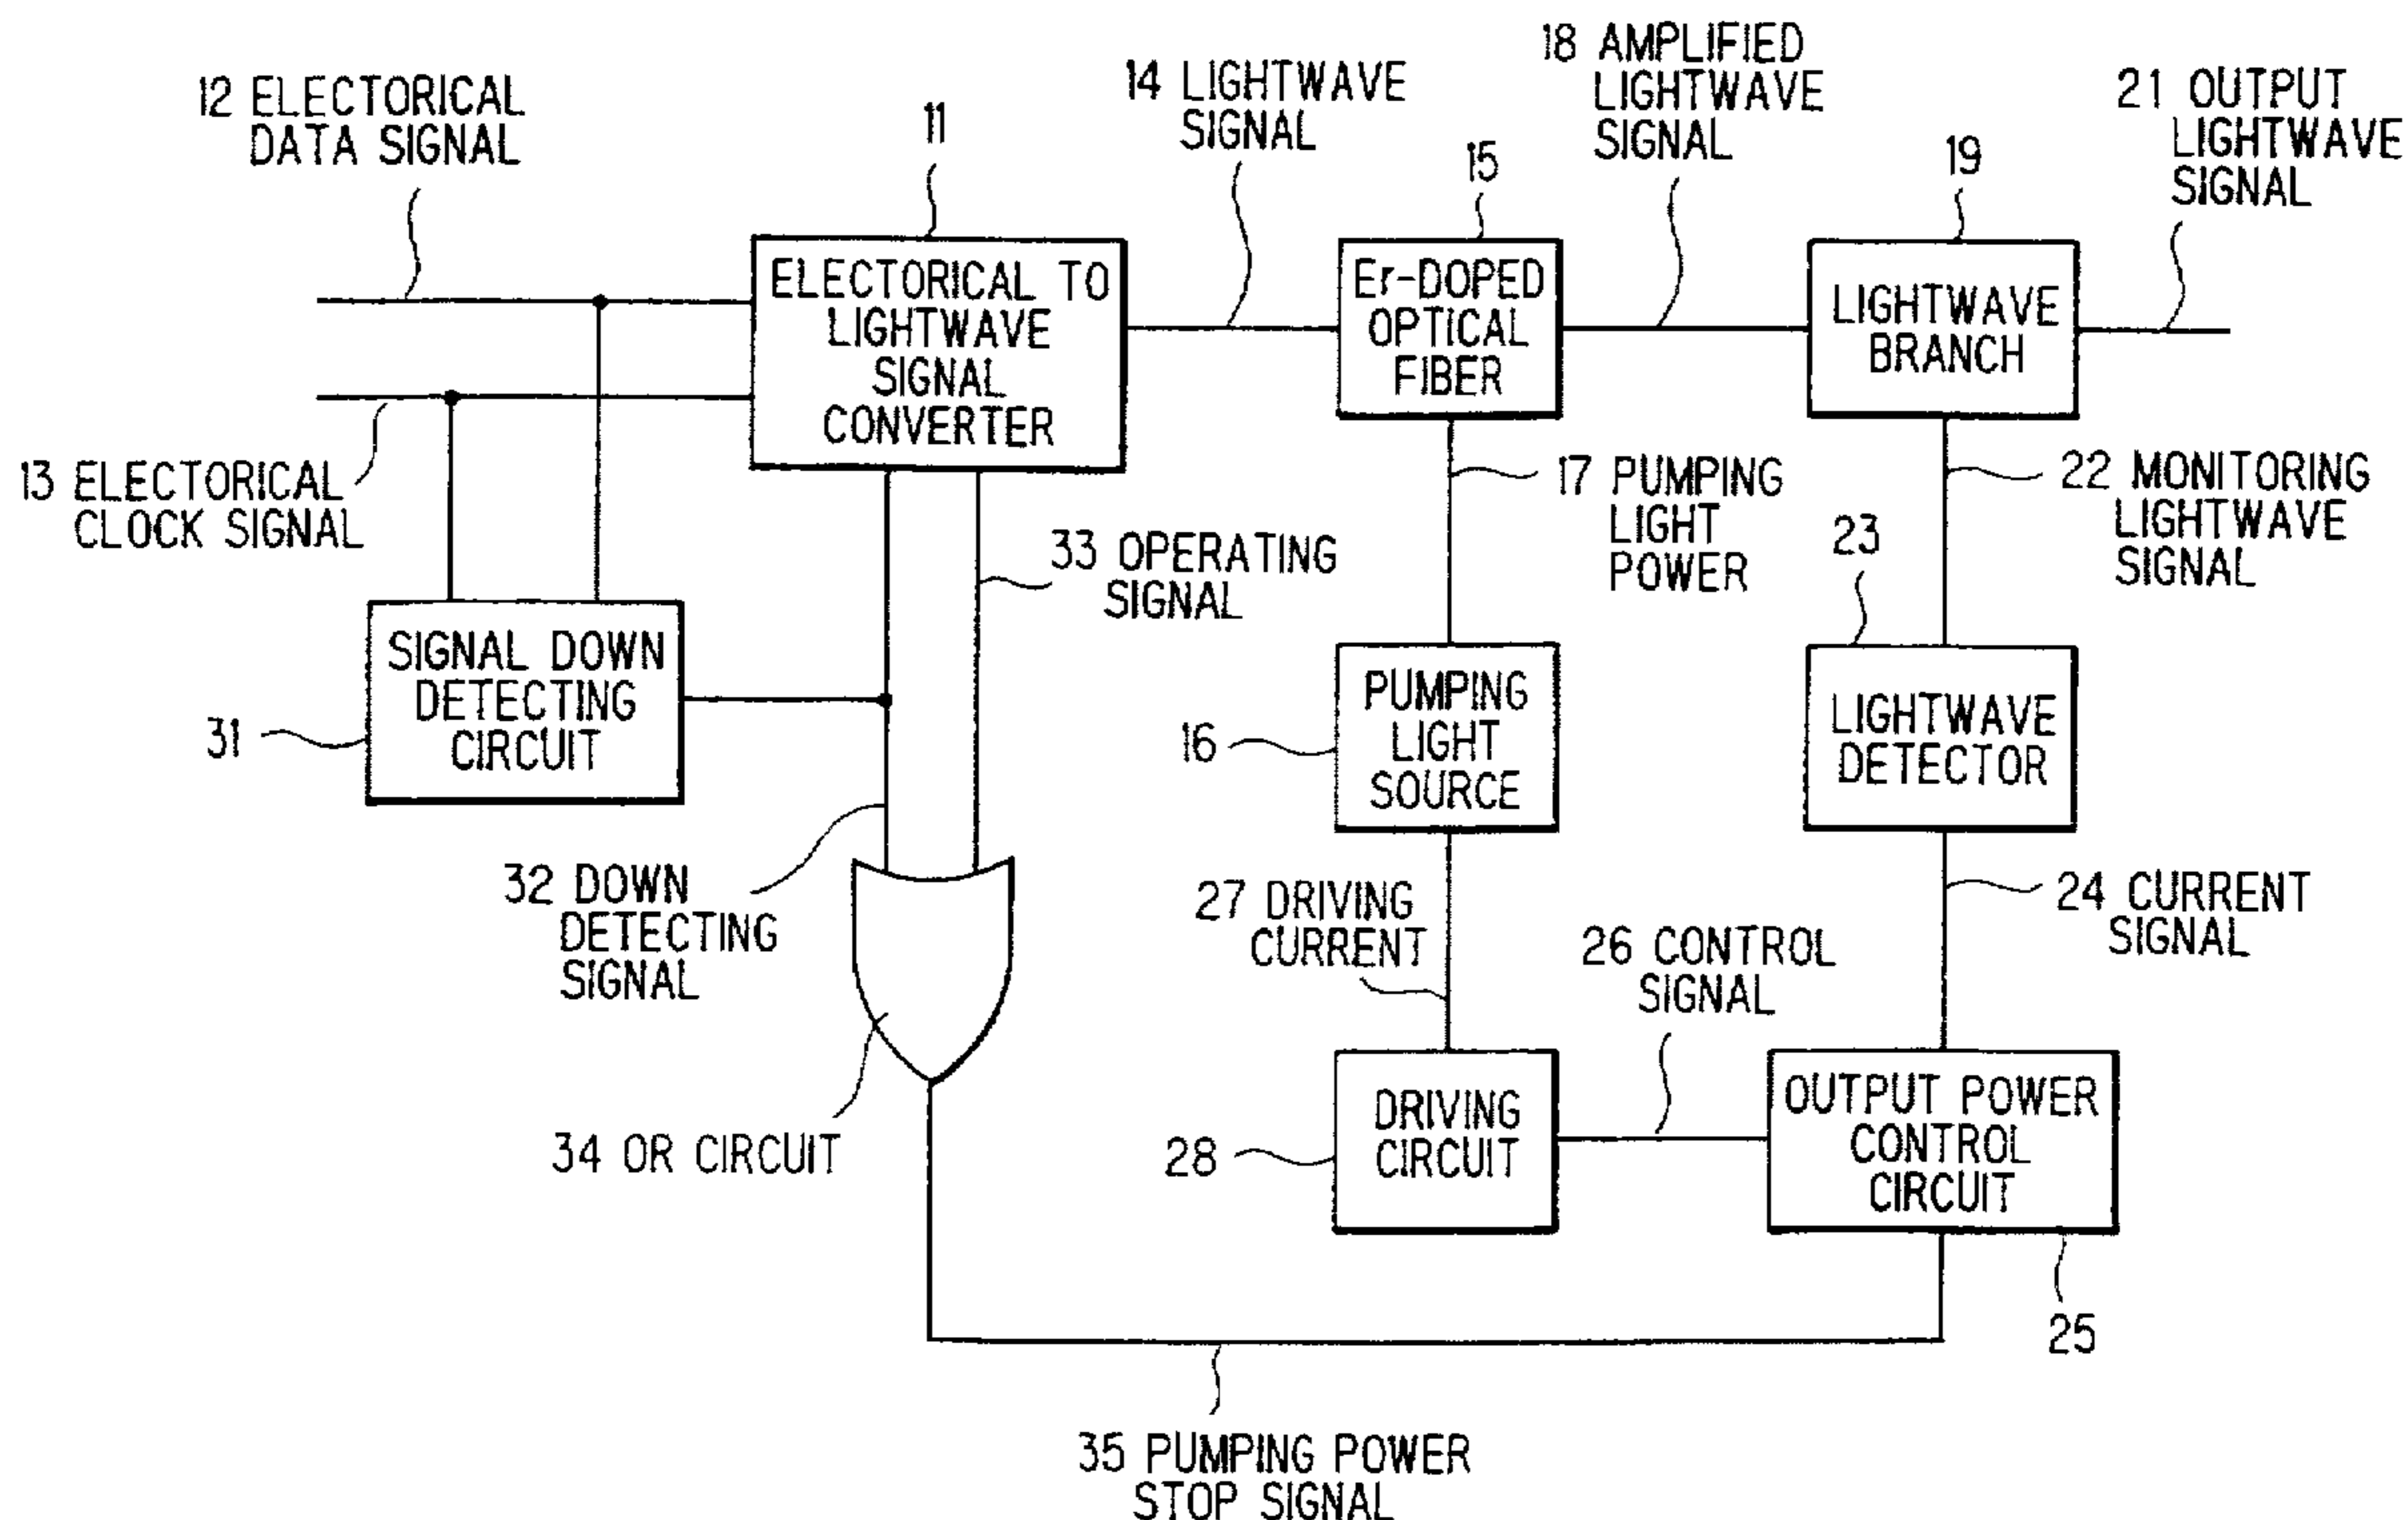 12 ELECTORICAL
DATA SIGNAL
11
14 LIGHTWAVE
SIGNAL
15
18 AMPLIFIED
LIGHTWAVE
SIGNAL
19
21 OUTPUT
LIGHTWAVE
SIGNAL
ELECTORICAL TO
LIGHTWAVE
SIGNAL
CONVERTER
Er-DOPED
OPTICAL
FIBER
LIGHTWAVE
BRANCH
13 ELECTORICAL
CLOCK SIGNAL
33 OPERATING
SIGNAL
17 PUMPING
LIGHT
POWER
22 MONITORING
LIGHTWAVE
SIGNAL
23
SIGNAL DOWN
DETECTING
CIRCUIT
31
16
PUMPING
LIGHT
SOURCE
LIGHTWAVE
DETECTOR
32 DOWN
DETECTING
SIGNAL
27 DRIVING
CURRENT
26 CONTROL
SIGNAL
24 CURRENT
SIGNAL
34 OR CIRCUIT
28
DRIVING
CIRCUIT
OUTPUT POWER
CONTROL
CIRCUIT
25
35 PUMPING POWER
STOP SIGNAL